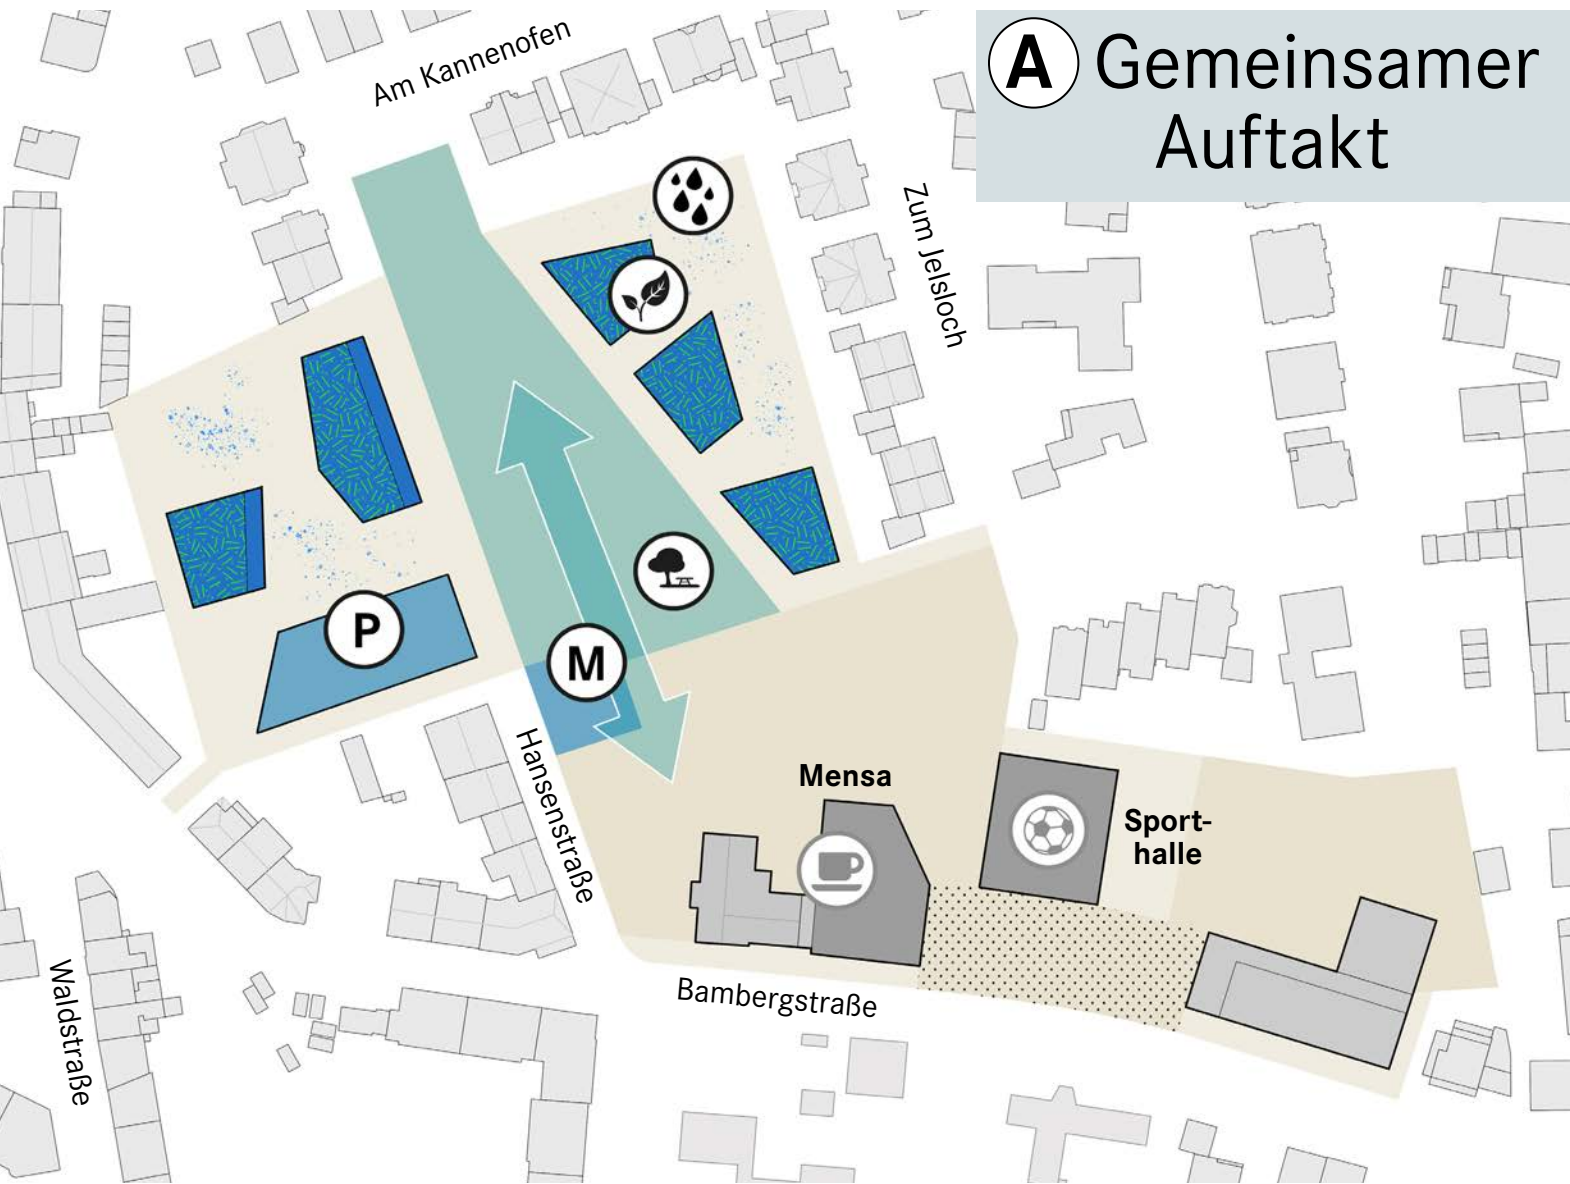 A Gemeinsamer
Auftakt
Am Kannenofen
Zum Jelsloch
P
M
Hansenstraße
Mensa
Sport-
halle
Bambergstraße
Waldstraße